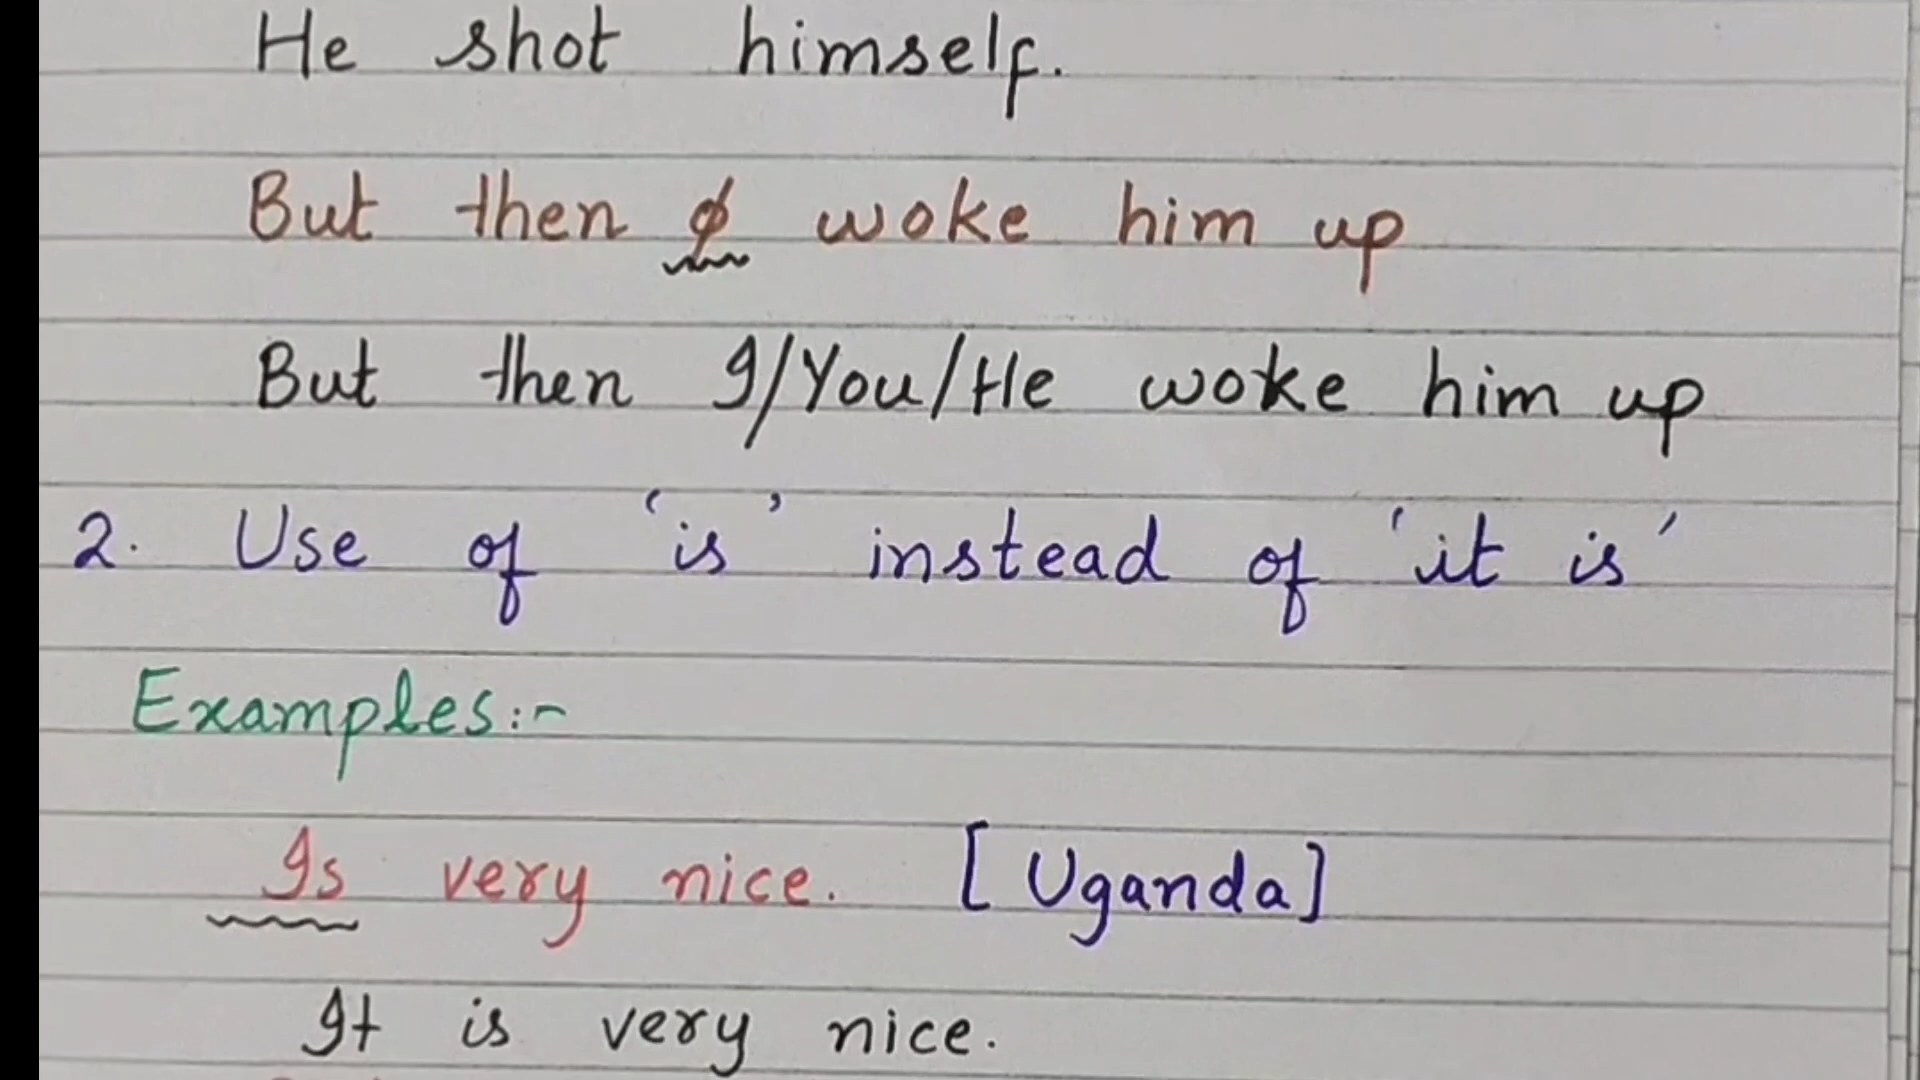 He shot himself.
But then ϕ woke him up
But then I/You/He woke him up
2. Use of 'is' instead of 'it is'
Examples:-
Is very nice. [Uganda]
It is very nice.